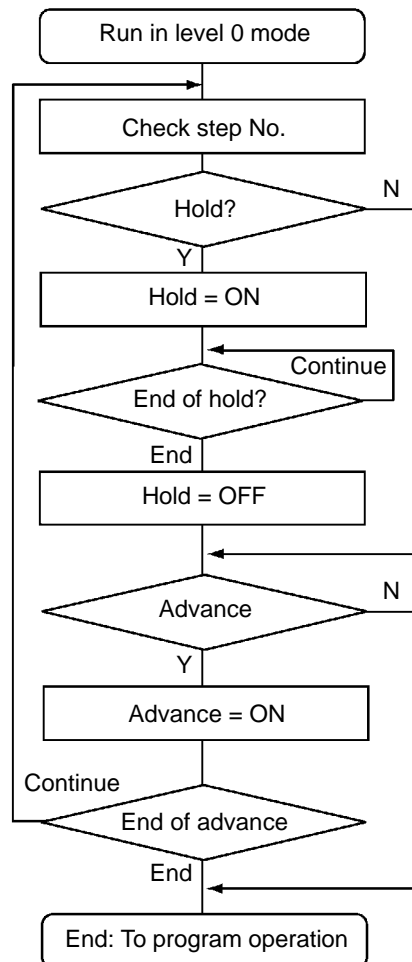 Run in level 0 mode
Check step No.
Hold?
N
Y
Hold = ON
Continue
End of hold?
End
Hold = OFF
Advance
N
Y
Advance = ON
Continue
End of advance
End
End: To program operation